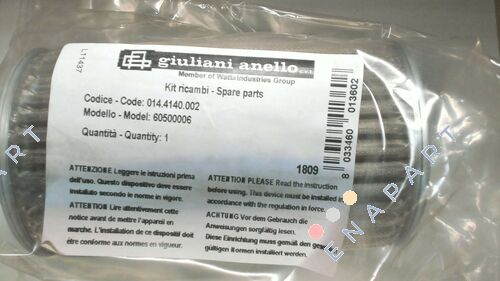 giuliani anello s.r.l.
Member of WattsIndustries Group
Kit ricambi - Spare parts
Codice - Code: 014.4140.002
Modello - Model: 60500006
Quantità - Quantity: 1
1809
8 033460 013602
L11437
ATTENZIONE Leggere le istruzioni prima
dell'uso. Questo dispositivo deve essere
installato secondo le norme in vigore.
ATTENTION Lire attentivement cette
notice avant de mettre l'appareil en
marche. L'installation de ce dispositif doit
être conforme aux normes en vigueur.
ATTENTION PLEASE Read the instruction
before using. This device must be installed in
accordance with the regulation in force.
ACHTUNG Vor dem Gebrauch die
Anweisungen sorgfältig lesen.
Diese Einrichtung muss gemäß den
gültigen Normen installiert werden.
ENAPART
ENAPART